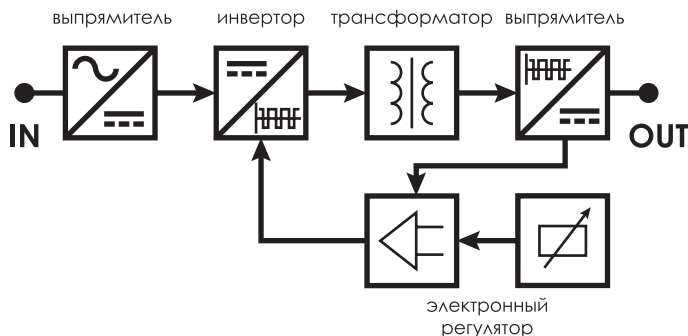 выпрямитель
инвертор
трансформатор
выпрямитель
IN
OUT
электронный
регулятор